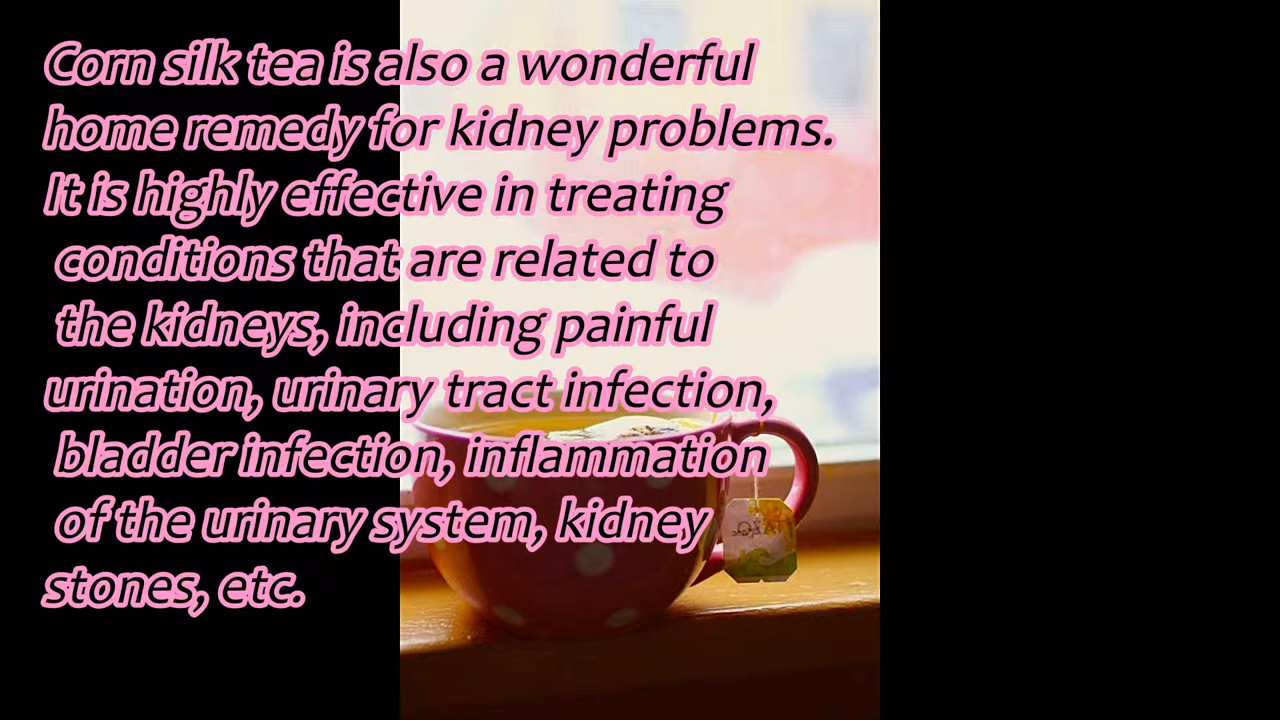 Corn silk tea is also a wonderful
home remedy for kidney problems.
It is highly effective in treating
conditions that are related to
the kidneys, including painful
urination, urinary tract infection,
bladder infection, inflammation
of the urinary system, kidney
stones, etc.